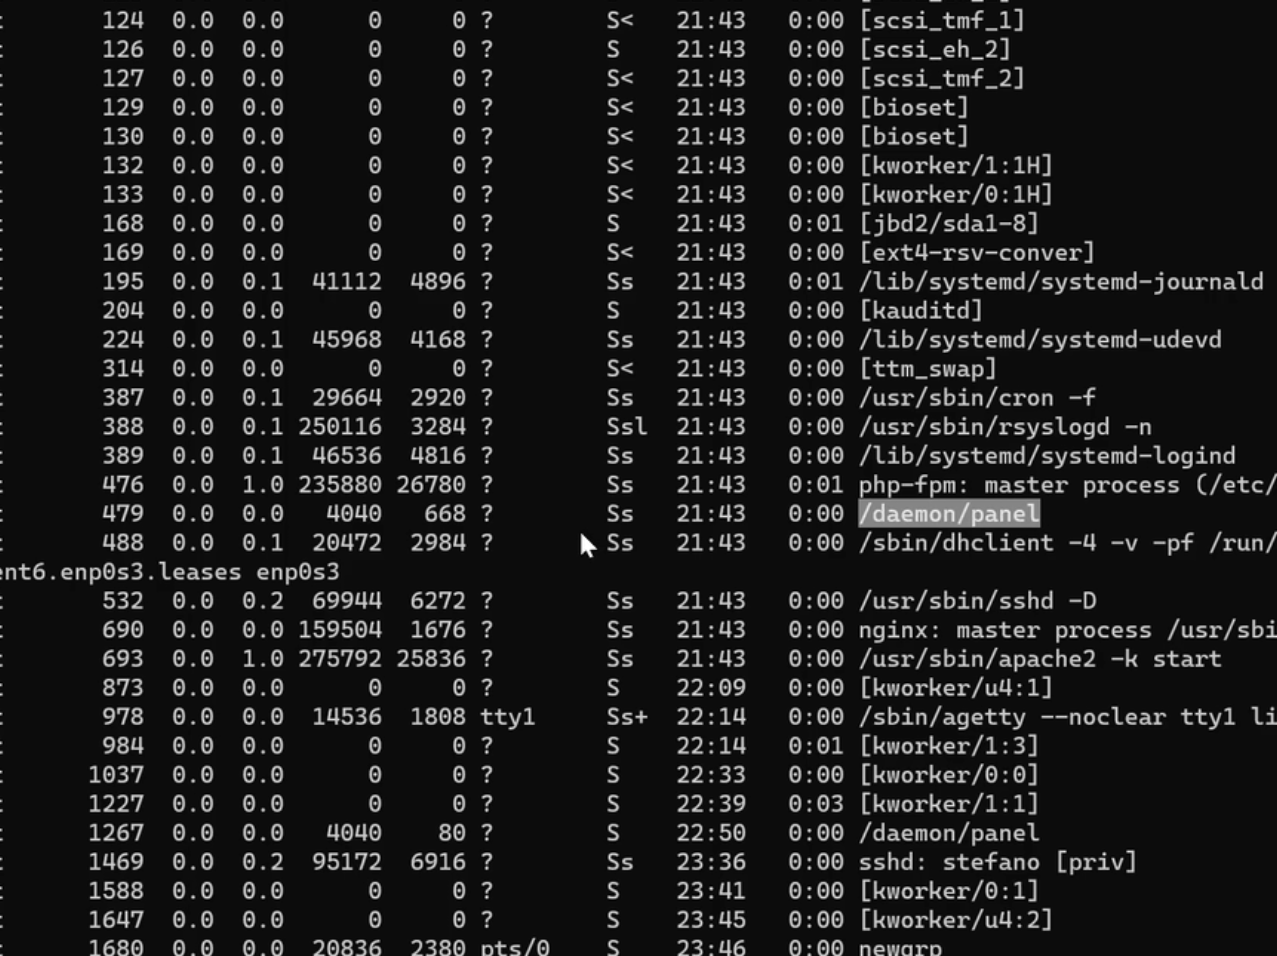 : 124 0.0 0.0 0 0 ? S< 21:43 0:00 [scsi_tmf_1]
: 126 0.0 0.0 0 0 ? S 21:43 0:00 [scsi_eh_2]
: 127 0.0 0.0 0 0 ? S< 21:43 0:00 [scsi_tmf_2]
: 129 0.0 0.0 0 0 ? S< 21:43 0:00 [bioset]
: 130 0.0 0.0 0 0 ? S< 21:43 0:00 [bioset]
: 132 0.0 0.0 0 0 ? S< 21:43 0:00 [kworker/1:1H]
: 133 0.0 0.0 0 0 ? S< 21:43 0:00 [kworker/0:1H]
: 168 0.0 0.0 0 0 ? S 21:43 0:01 [jbd2/sda1-8]
: 169 0.0 0.0 0 0 ? S< 21:43 0:00 [ext4-rsv-conver]
: 195 0.0 0.1 41112 4896 ? Ss 21:43 0:01 /lib/systemd/systemd-journald
: 204 0.0 0.0 0 0 ? S 21:43 0:00 [kauditd]
: 224 0.0 0.1 45968 4168 ? Ss 21:43 0:00 /lib/systemd/systemd-udevd
: 314 0.0 0.0 0 0 ? S< 21:43 0:00 [ttm_swap]
: 387 0.0 0.1 29664 2920 ? Ss 21:43 0:00 /usr/sbin/cron -f
: 388 0.0 0.1 250116 3284 ? Ssl 21:43 0:00 /usr/sbin/rsyslogd -n
: 389 0.0 0.1 46536 4816 ? Ss 21:43 0:00 /lib/systemd/systemd-logind
: 476 0.0 1.0 235880 26780 ? Ss 21:43 0:01 php-fpm: master process (/etc/
: 479 0.0 0.0 4040 668 ? Ss 21:43 0:00 /daemon/panel
: 488 0.0 0.1 20472 2984 ? Ss 21:43 0:00 /sbin/dhclient -4 -v -pf /run/
ent6.enp0s3.leases enp0s3
: 532 0.0 0.2 69944 6272 ? Ss 21:43 0:00 /usr/sbin/sshd -D
: 690 0.0 0.0 159504 1676 ? Ss 21:43 0:00 nginx: master process /usr/sbi
: 693 0.0 1.0 275792 25836 ? Ss 21:43 0:00 /usr/sbin/apache2 -k start
: 873 0.0 0.0 0 0 ? S 22:09 0:00 [kworker/u4:1]
: 978 0.0 0.0 14536 1808 tty1 Ss+ 22:14 0:00 /sbin/agetty --noclear tty1 li
: 984 0.0 0.0 0 0 ? S 22:14 0:01 [kworker/1:3]
: 1037 0.0 0.0 0 0 ? S 22:33 0:00 [kworker/0:0]
: 1227 0.0 0.0 0 0 ? S 22:39 0:03 [kworker/1:1]
: 1267 0.0 0.0 4040 80 ? S 22:50 0:00 /daemon/panel
: 1469 0.0 0.2 95172 6916 ? Ss 23:36 0:00 sshd: stefano [priv]
: 1588 0.0 0.0 0 0 ? S 23:41 0:00 [kworker/0:1]
: 1647 0.0 0.0 0 0 ? S 23:45 0:00 [kworker/u4:2]
: 1680 0.0 0.0 20836 2380 pts/0 S 23:46 0:00 newgrp